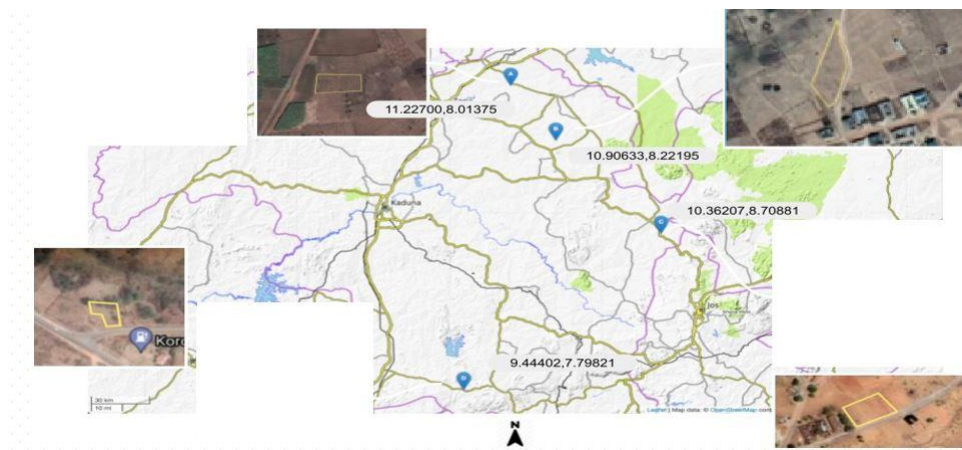 A
11.22700,8.01375
B
10.90633,8.22195
Kaduna
10.36207,8.70881
C
Koro
Jos
9.44402,7.79821
D
30 km
10 mi
Leaflet | Map data: © OpenStreetMap cont
N